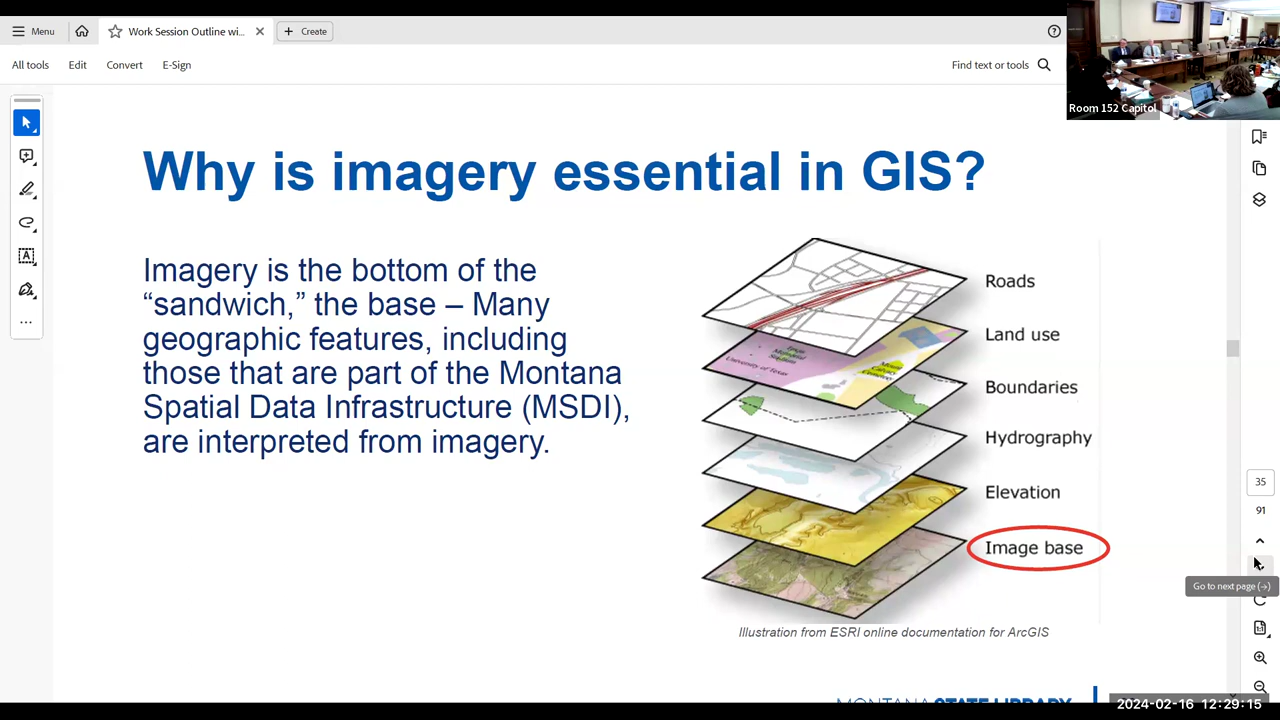 Menu
Work Session Outline wi...
Create
All tools
Edit
Convert
E-Sign
Find text or tools
Room 152 Capitol
Why is imagery essential in GIS?
Imagery is the bottom of the
“sandwich,” the base – Many
geographic features, including
those that are part of the Montana
Spatial Data Infrastructure (MSDI),
are interpreted from imagery.
Roads
Land use
University of Texas
Boundaries
Hydrography
Elevation
Image base
Illustration from ESRI online documentation for ArcGIS
35
91
Go to next page (→)
MONTANA STATE LIBRARY
2024-02-16 12:29:15